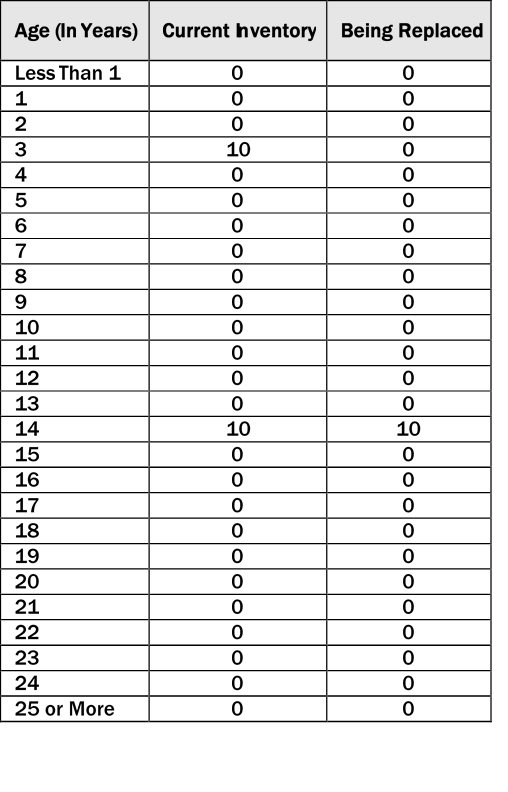 Age (In Years) Current Inventory Being Replaced
Less Than 1 0 0
1 0 0
2 0 0
3 10 0
4 0 0
5 0 0
6 0 0
7 0 0
8 0 0
9 0 0
10 0 0
11 0 0
12 0 0
13 0 0
14 10 10
15 0 0
16 0 0
17 0 0
18 0 0
19 0 0
20 0 0
21 0 0
22 0 0
23 0 0
24 0 0
25 or More 0 0